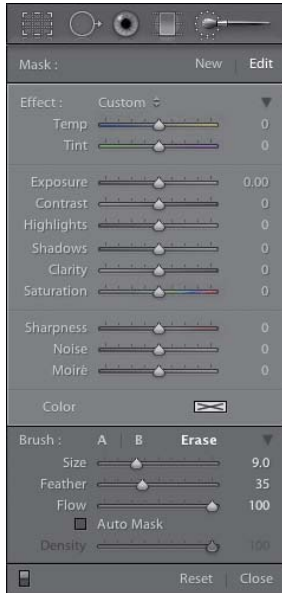 Mask : New Edit
Effect : Custom
Temp 0
Tint 0
Exposure 0.00
Contrast 0
Highlights 0
Shadows 0
Clarity 0
Saturation 0
Sharpness 0
Noise 0
Moirè 0
Color
Brush : A B Erase
Size 9.0
Feather 35
Flow 100
Auto Mask
Density 100
Reset Close